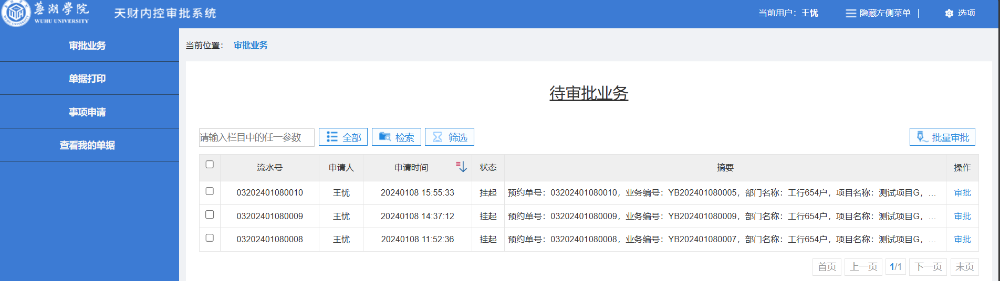 蕪湖學院
WUHU UNIVERSITY
天财内控审批系统
当前用户：王忧
隐藏左侧菜单 |
选项
审批业务
单据打印
事项申请
查看我的单据
当前位置： 审批业务
待审批业务
请输入栏目中的任一参数 全部 检索 筛选 批量审批
流水号 申请人 申请时间 状态 摘要 操作
03202401080010 王忧 20240108 15:55:33 挂起 预约单号：03202401080010，业务编号：YB202401080005，部门名称：工行654户，项目名称：测试项目G，... 审批
03202401080009 王忧 20240108 14:37:12 挂起 预约单号：03202401080009，业务编号：YB202401080009，部门名称：工行654户，项目名称：测试项目G，... 审批
03202401080008 王忧 20240108 11:52:36 挂起 预约单号：03202401080008，业务编号：YB202401080007，部门名称：工行654户，项目名称：测试项目G，... 审批
首页 上一页 1/1 下一页 末页